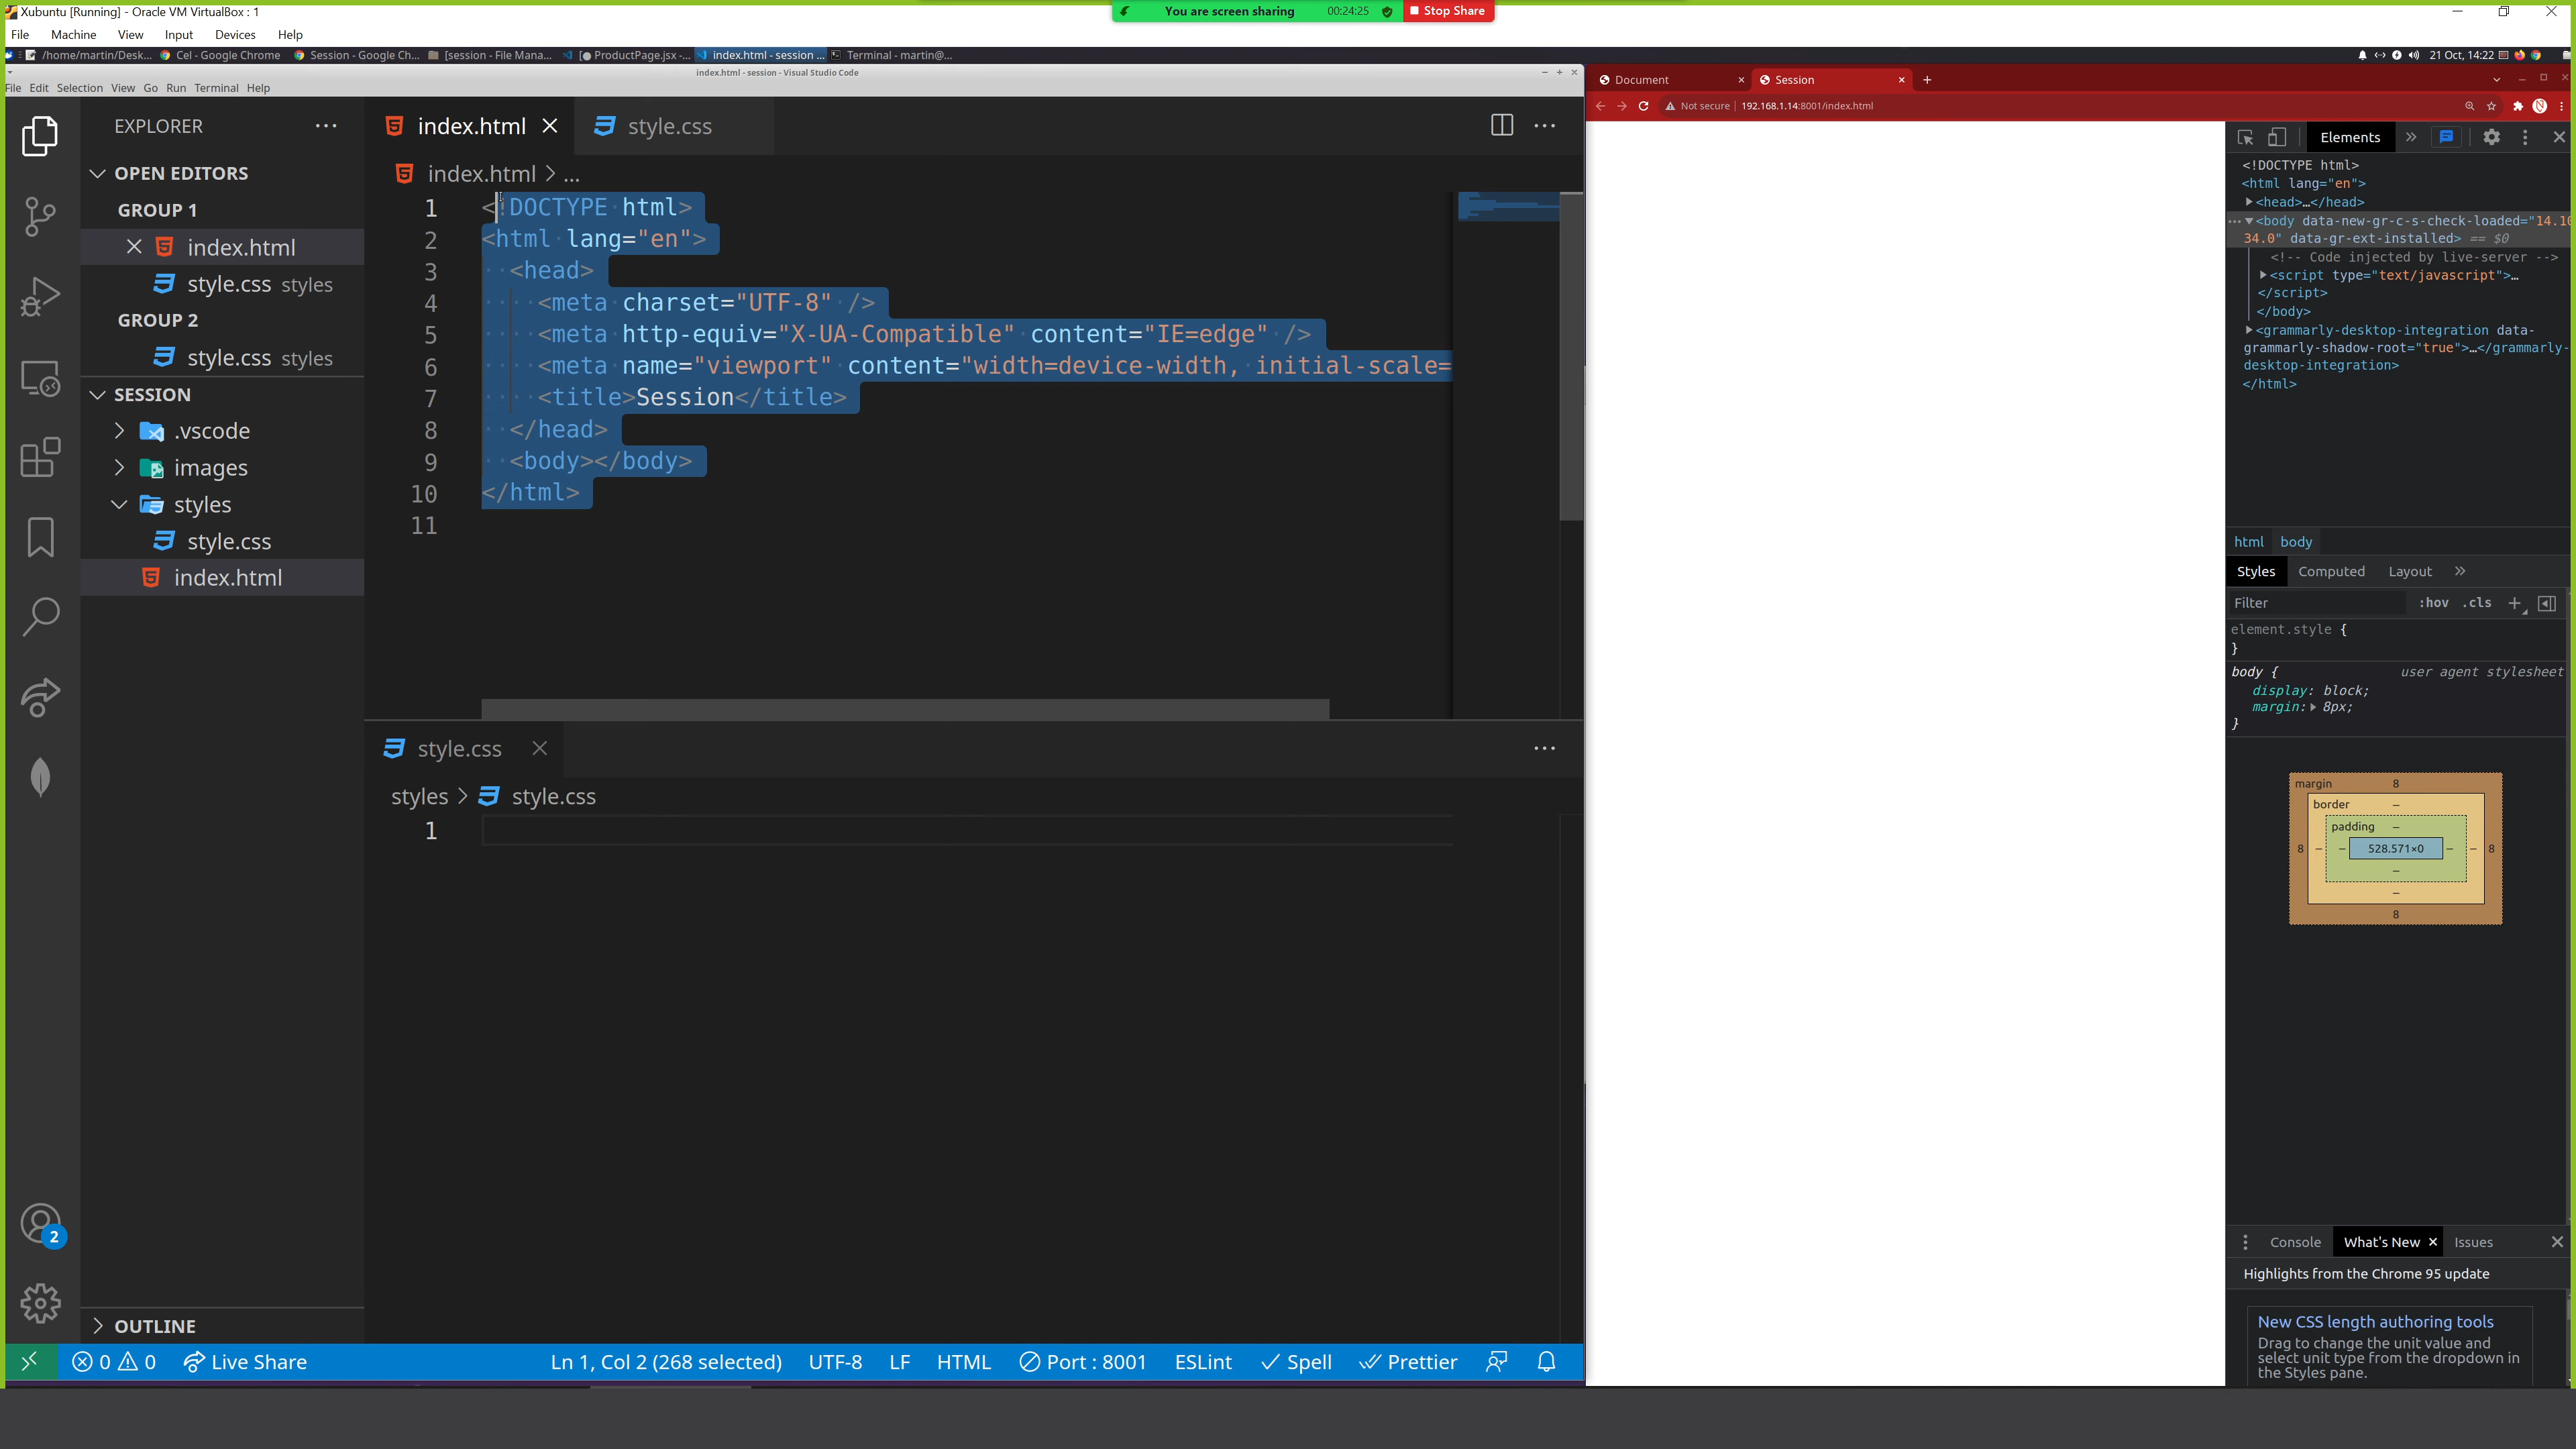 Xubuntu [Running] - Oracle VM VirtualBox : 1
You are screen sharing 00:24:25 Stop Share
File Machine View Input Devices Help
/home/martin/Desk... Cel - Google Chrome Session - Google Ch... [session - File Mana... ProductPage.jsx -... index.html - session ... Terminal - martin@...
21 Oct, 14:22
index.html - session - Visual Studio Code
File Edit Selection View Go Run Terminal Help
EXPLORER
OPEN EDITORS
GROUP 1
index.html
style.css styles
GROUP 2
style.css styles
SESSION
.vscode
images
styles
style.css
index.html
OUTLINE
2
index.html style.css
index.html > ...
1 <!DOCTYPE html>
2 <html lang="en">
3 <head>
4 <meta charset="UTF-8" />
5 <meta http-equiv="X-UA-Compatible" content="IE=edge" />
6 <meta name="viewport" content="width=device-width, initial-scale=
7 <title>Session</title>
8 </head>
9 <body></body>
10 </html>
11
style.css
styles > style.css
1
0 0 Live Share Ln 1, Col 2 (268 selected) UTF-8 LF HTML Port : 8001 ESLint Spell Prettier
Document Session
Not secure 192.168.1.14:8001/index.html
Elements
<!DOCTYPE html>
<html lang="en">
<head>…</head>
<body data-new-gr-c-s-check-loaded="14.10
34.0" data-gr-ext-installed> == $0
<!-- Code injected by live-server -->
<script type="text/javascript">…
</script>
</body>
<grammarly-desktop-integration data-
grammarly-shadow-root="true">…</grammarly-
desktop-integration>
</html>
html body
Styles Computed Layout
Filter :hov .cls
element.style {
}
body { user agent stylesheet
display: block;
margin: 8px;
}
margin 8
border –
padding –
8 – – 528.571×0 – – 8
–
–
8
Console What's New Issues
Highlights from the Chrome 95 update
New CSS length authoring tools
Drag to change the unit value and
select unit type from the dropdown in
the Styles pane.